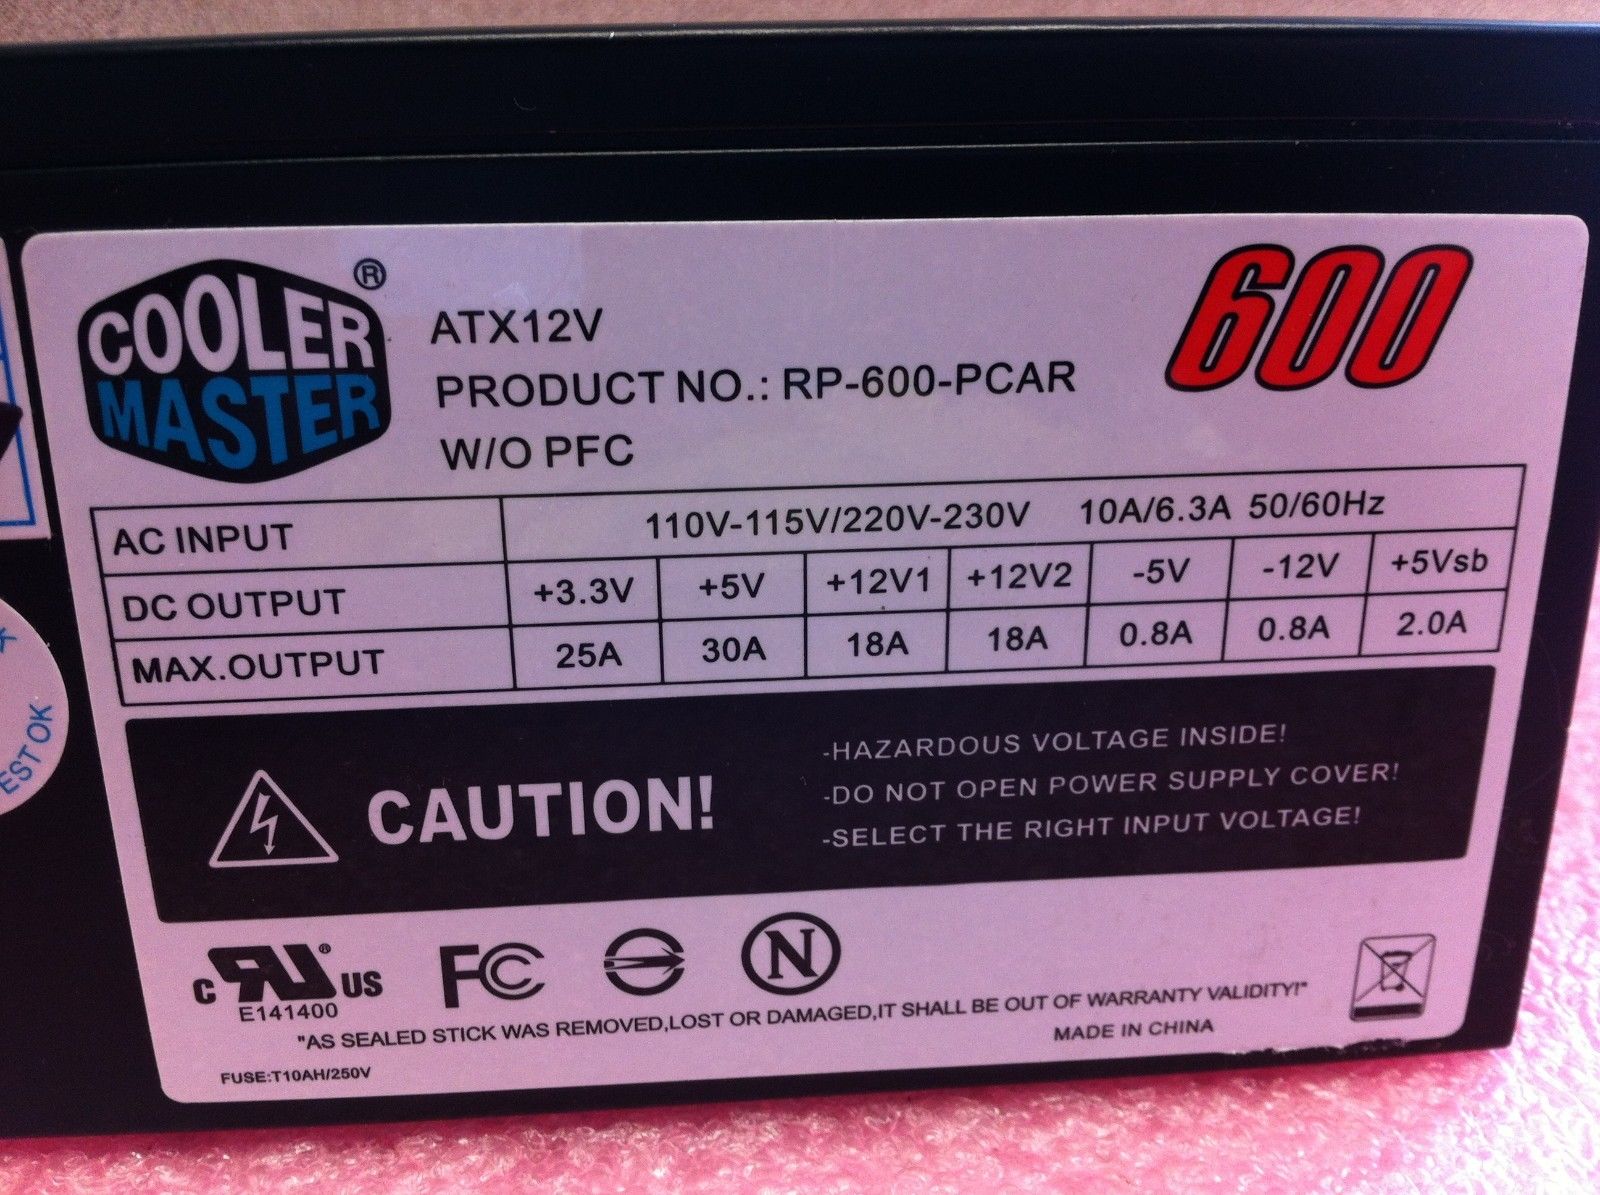 COOLER
MASTER ®
ATX12V
PRODUCT NO.: RP-600-PCAR
W/O PFC
600
AC INPUT 110V-115V/220V-230V 10A/6.3A 50/60Hz
DC OUTPUT +3.3V +5V +12V1 +12V2 -5V -12V +5Vsb
MAX.OUTPUT 25A 30A 18A 18A 0.8A 0.8A 2.0A
CAUTION!
-HAZARDOUS VOLTAGE INSIDE!
-DO NOT OPEN POWER SUPPLY COVER!
-SELECT THE RIGHT INPUT VOLTAGE!
EST OK
C RU ® US
E141400
FC
N
"AS SEALED STICK WAS REMOVED,LOST OR DAMAGED,IT SHALL BE OUT OF WARRANTY VALIDITY!"
MADE IN CHINA
FUSE:T10AH/250V